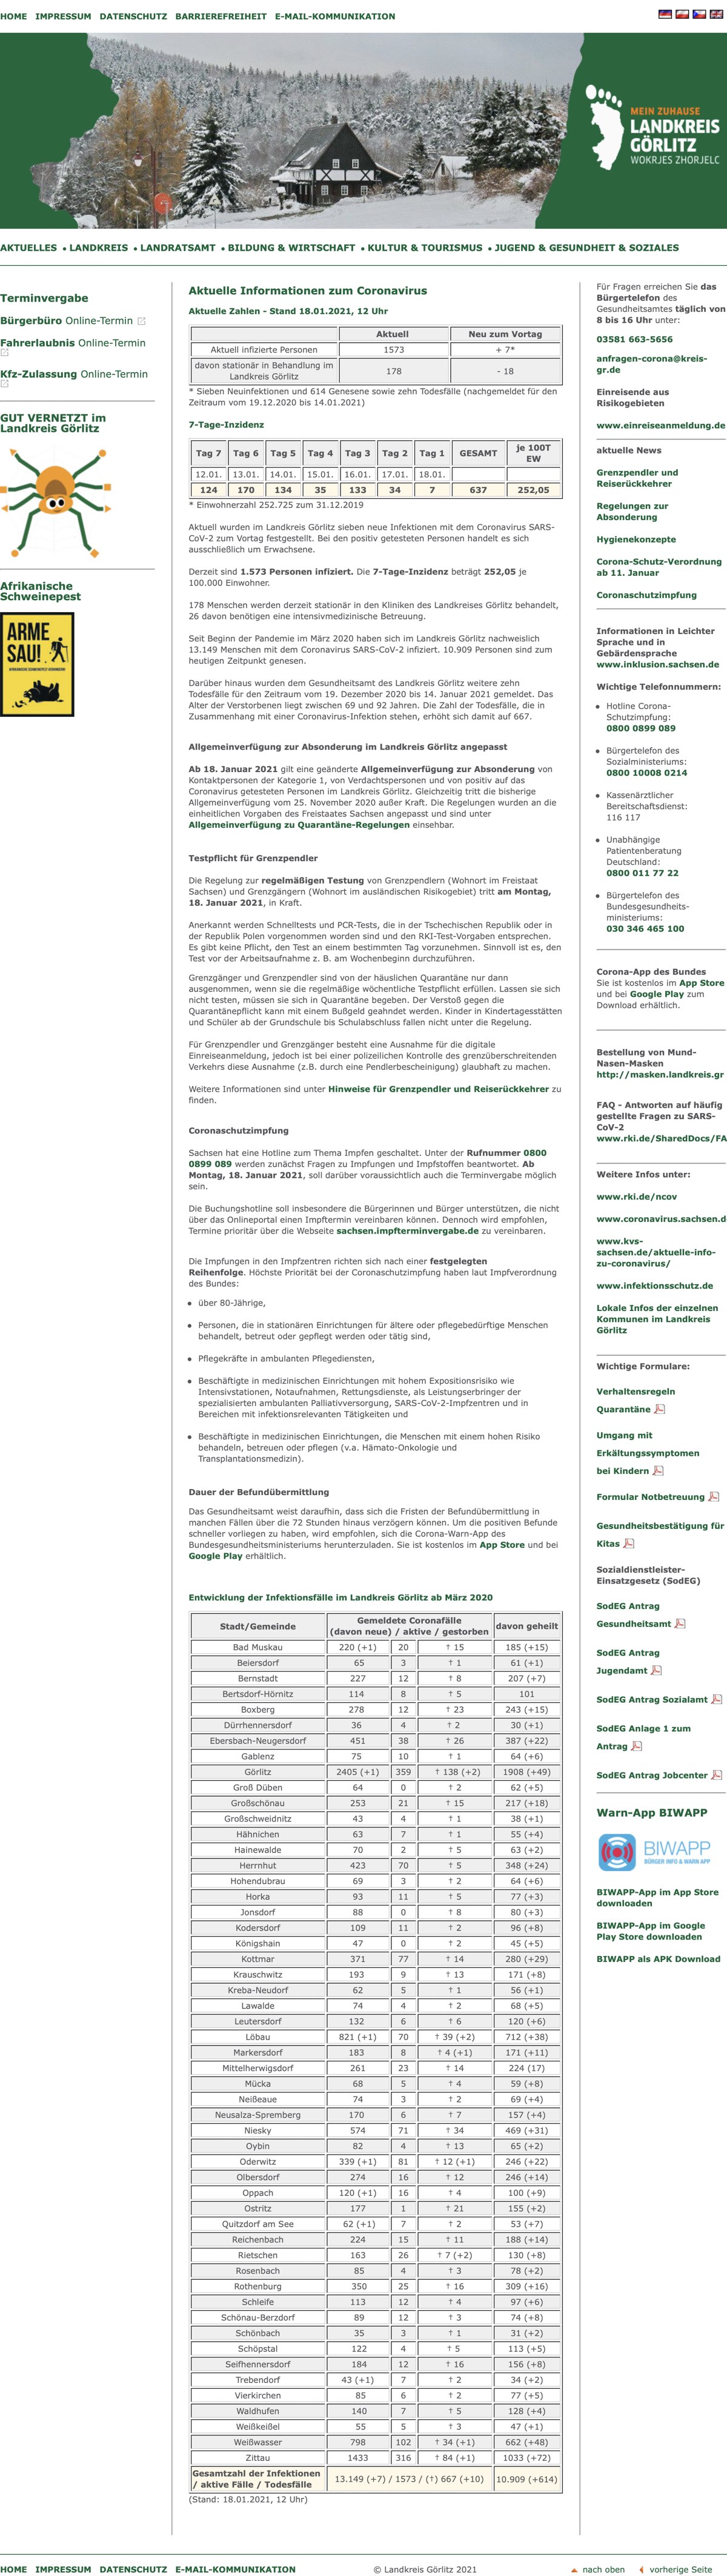 HOME IMPRESSUM DATENSCHUTZ BARRIEREFREIHEIT E-MAIL-KOMMUNIKATION
MEIN ZUHAUSE
LANDKREIS
GÖRLITZ
WOKRJES ZHORJELC
AKTUELLES • LANDKREIS • LANDRATSAMT • BILDUNG & WIRTSCHAFT • KULTUR & TOURISMUS • JUGEND & GESUNDHEIT & SOZIALES
Terminvergabe
Bürgerbüro Online-Termin
Fahrerlaubnis Online-Termin
Kfz-Zulassung Online-Termin
GUT VERNETZT im
Landkreis Görlitz
Afrikanische
Schweinepest
ARME
SAU!
Aktuelle Informationen zum Coronavirus
Aktuelle Zahlen - Stand 18.01.2021, 12 Uhr
Aktuell Neu zum Vortag
Aktuell infizierte Personen 1573 + 7*
davon stationär in Behandlung im
Landkreis Görlitz 178 - 18
* Sieben Neuinfektionen und 614 Genesene sowie zehn Todesfälle (nachgemeldet für den
Zeitraum vom 19.12.2020 bis 14.01.2021)
7-Tage-Inzidenz
Tag 7 Tag 6 Tag 5 Tag 4 Tag 3 Tag 2 Tag 1 GESAMT je 100T
EW
12.01. 13.01. 14.01. 15.01. 16.01. 17.01. 18.01.
124 170 134 35 133 34 7 637 252,05
* Einwohnerzahl 252.725 zum 31.12.2019
Aktuell wurden im Landkreis Görlitz sieben neue Infektionen mit dem Coronavirus SARS-
CoV-2 zum Vortag festgestellt. Bei den positiv getesteten Personen handelt es sich
ausschließlich um Erwachsene.
Derzeit sind 1.573 Personen infiziert. Die 7-Tage-Inzidenz beträgt 252,05 je
100.000 Einwohner.
178 Menschen werden derzeit stationär in den Kliniken des Landkreises Görlitz behandelt,
26 davon benötigen eine intensivmedizinische Betreuung.
Seit Beginn der Pandemie im März 2020 haben sich im Landkreis Görlitz nachweislich
13.149 Menschen mit dem Coronavirus SARS-CoV-2 infiziert. 10.909 Personen sind zum
heutigen Zeitpunkt genesen.
Darüber hinaus wurden dem Gesundheitsamt des Landkreis Görlitz weitere zehn
Todesfälle für den Zeitraum vom 19. Dezember 2020 bis 14. Januar 2021 gemeldet. Das
Alter der Verstorbenen liegt zwischen 69 und 92 Jahren. Die Zahl der Todesfälle, die in
Zusammenhang mit einer Coronavirus-Infektion stehen, erhöht sich damit auf 667.
Allgemeinverfügung zur Absonderung im Landkreis Görlitz angepasst
Ab 18. Januar 2021 gilt eine geänderte Allgemeinverfügung zur Absonderung von
Kontaktpersonen der Kategorie 1, von Verdachtspersonen und von positiv auf das
Coronavirus getesteten Personen im Landkreis Görlitz. Gleichzeitig tritt die bisherige
Allgemeinverfügung vom 25. November 2020 außer Kraft. Die Regelungen wurden an die
einheitlichen Vorgaben des Freistaates Sachsen angepasst und sind unter
Allgemeinverfügung zu Quarantäne-Regelungen einsehbar.
Testpflicht für Grenzpendler
Die Regelung zur regelmäßigen Testung von Grenzpendlern (Wohnort im Freistaat
Sachsen) und Grenzgängern (Wohnort im ausländischen Risikogebiet) tritt am Montag,
18. Januar 2021, in Kraft.
Anerkannt werden Schnelltests und PCR-Tests, die in der Tschechischen Republik oder in
der Republik Polen vorgenommen worden sind und den RKI-Test-Vorgaben entsprechen.
Es gibt keine Pflicht, den Test an einem bestimmten Tag vorzunehmen. Sinnvoll ist es, den
Test vor der Arbeitsaufnahme z. B. am Wochenbeginn durchzuführen.
Grenzgänger und Grenzpendler sind von der häuslichen Quarantäne nur dann
ausgenommen, wenn sie die regelmäßige wöchentliche Testpflicht erfüllen. Lassen sie sich
nicht testen, müssen sie sich in Quarantäne begeben. Der Verstoß gegen die
Quarantänepflicht kann mit einem Bußgeld geahndet werden. Kinder in Kindertagesstätten
und Schüler ab der Grundschule bis Schulabschluss fallen nicht unter die Regelung.
Für Grenzpendler und Grenzgänger besteht eine Ausnahme für die digitale
Einreiseanmeldung, jedoch ist bei einer polizeilichen Kontrolle des grenzüberschreitenden
Verkehrs diese Ausnahme (z.B. durch eine Pendlerbescheinigung) glaubhaft zu machen.
Weitere Informationen sind unter Hinweise für Grenzpendler und Reiserückkehrer zu
finden.
Coronaschutzimpfung
Sachsen hat eine Hotline zum Thema Impfen geschaltet. Unter der Rufnummer 0800
0899 089 werden zunächst Fragen zu Impfungen und Impfstoffen beantwortet. Ab
Montag, 18. Januar 2021, soll darüber voraussichtlich auch die Terminvergabe möglich
sein.
Die Buchungshotline soll insbesondere die Bürgerinnen und Bürger unterstützen, die nicht
über das Onlineportal einen Impftermin vereinbaren können. Dennoch wird empfohlen,
Termine prioritär über die Webseite sachsen.impfterminvergabe.de zu vereinbaren.
Die Impfungen in den Impfzentren richten sich nach einer festgelegten
Reihenfolge. Höchste Priorität bei der Coronaschutzimpfung haben laut Impfverordnung
des Bundes:
• über 80-Jährige,
• Personen, die in stationären Einrichtungen für ältere oder pflegebedürftige Menschen
behandelt, betreut oder gepflegt werden oder tätig sind,
• Pflegekräfte in ambulanten Pflegediensten,
• Beschäftigte in medizinischen Einrichtungen mit hohem Expositionsrisiko wie
Intensivstationen, Notaufnahmen, Rettungsdienste, als Leistungserbringer der
spezialisierten ambulanten Palliativversorgung, SARS-CoV-2-Impfzentren und in
Bereichen mit infektionsrelevanten Tätigkeiten und
• Beschäftigte in medizinischen Einrichtungen, die Menschen mit einem hohen Risiko
behandeln, betreuen oder pflegen (v.a. Hämato-Onkologie und
Transplantationsmedizin).
Dauer der Befundübermittlung
Das Gesundheitsamt weist daraufhin, dass sich die Fristen der Befundübermittlung in
manchen Fällen über die 72 Stunden hinaus verzögern können. Um die positiven Befunde
schneller vorliegen zu haben, wird empfohlen, sich die Corona-Warn-App des
Bundesgesundheitsministeriums herunterzuladen. Sie ist kostenlos im App Store und bei
Google Play erhältlich.
Entwicklung der Infektionsfälle im Landkreis Görlitz ab März 2020
Stadt/Gemeinde Gemeldete Coronafälle
(davon neue) / aktive / gestorben davon geheilt
Bad Muskau 220 (+1) 20 † 15 185 (+15)
Beiersdorf 65 3 † 1 61 (+1)
Bernstadt 227 12 † 8 207 (+7)
Bertsdorf-Hörnitz 114 8 † 5 101
Boxberg 278 12 † 23 243 (+15)
Dürrhennersdorf 36 4 † 2 30 (+1)
Ebersbach-Neugersdorf 451 38 † 26 387 (+22)
Gablenz 75 10 † 1 64 (+6)
Görlitz 2405 (+1) 359 † 138 (+2) 1908 (+49)
Groß Düben 64 0 † 2 62 (+5)
Großschönau 253 21 † 15 217 (+18)
Großschweidnitz 43 4 † 1 38 (+1)
Hähnichen 63 7 † 1 55 (+4)
Hainewalde 70 2 † 5 63 (+2)
Herrnhut 423 70 † 5 348 (+24)
Hohendubrau 69 3 † 2 64 (+6)
Horka 93 11 † 5 77 (+3)
Jonsdorf 88 0 † 8 80 (+3)
Kodersdorf 109 11 † 2 96 (+8)
Königshain 47 0 † 2 45 (+5)
Kottmar 371 77 † 14 280 (+29)
Krauschwitz 193 9 † 13 171 (+8)
Kreba-Neudorf 62 5 † 1 56 (+1)
Lawalde 74 4 † 2 68 (+5)
Leutersdorf 132 6 † 6 120 (+6)
Löbau 821 (+1) 70 † 39 (+2) 712 (+38)
Markersdorf 183 8 † 4 (+1) 171 (+11)
Mittelherwigsdorf 261 23 † 14 224 (17)
Mücka 68 5 † 4 59 (+8)
Neißeaue 74 3 † 2 69 (+4)
Neusalza-Spremberg 170 6 † 7 157 (+4)
Niesky 574 71 † 34 469 (+31)
Oybin 82 4 † 13 65 (+2)
Oderwitz 339 (+1) 81 † 12 (+1) 246 (+22)
Olbersdorf 274 16 † 12 246 (+14)
Oppach 120 (+1) 16 † 4 100 (+9)
Ostritz 177 1 † 21 155 (+2)
Quitzdorf am See 62 (+1) 7 † 2 53 (+7)
Reichenbach 224 15 † 11 188 (+14)
Rietschen 163 26 † 7 (+2) 130 (+8)
Rosenbach 85 4 † 3 78 (+2)
Rothenburg 350 25 † 16 309 (+16)
Schleife 113 12 † 4 97 (+6)
Schönau-Berzdorf 89 12 † 3 74 (+8)
Schönbach 35 3 † 1 31 (+2)
Schöpstal 122 4 † 5 113 (+5)
Seifhennersdorf 184 12 † 16 156 (+8)
Trebendorf 43 (+1) 7 † 2 34 (+2)
Vierkirchen 85 6 † 2 77 (+5)
Waldhufen 140 7 † 5 128 (+4)
Weißkeißel 55 5 † 3 47 (+1)
Weißwasser 798 102 † 34 (+1) 662 (+48)
Zittau 1433 316 † 84 (+1) 1033 (+72)
Gesamtzahl der Infektionen
/ aktive Fälle / Todesfälle 13.149 (+7) / 1573 / (†) 667 (+10) 10.909 (+614)
(Stand: 18.01.2021, 12 Uhr)
Für Fragen erreichen Sie das
Bürgertelefon des
Gesundheitsamtes täglich von
8 bis 16 Uhr unter:
03581 663-5656
anfragen-corona@kreis-
gr.de
Einreisende aus
Risikogebieten
www.einreiseanmeldung.de
aktuelle News
Grenzpendler und
Reiserückkehrer
Regelungen zur
Absonderung
Hygienekonzepte
Corona-Schutz-Verordnung
ab 11. Januar
Coronaschutzimpfung
Informationen in Leichter
Sprache und in
Gebärdensprache
www.inklusion.sachsen.de
Wichtige Telefonnummern:
• Hotline Corona-
Schutzimpfung:
0800 0899 089
• Bürgertelefon des
Sozialministeriums:
0800 10008 0214
• Kassenärztlicher
Bereitschaftsdienst:
116 117
• Unabhängige
Patientenberatung
Deutschland:
0800 011 77 22
• Bürgertelefon des
Bundesgesundheits-
ministeriums:
030 346 465 100
Corona-App des Bundes
Sie ist kostenlos im App Store
und bei Google Play zum
Download erhältlich.
Bestellung von Mund-
Nasen-Masken
http://masken.landkreis.gr
FAQ - Antworten auf häufig
gestellte Fragen zu SARS-
CoV-2
www.rki.de/SharedDocs/FA
Weitere Infos unter:
www.rki.de/ncov
www.coronavirus.sachsen.d
www.kvs-
sachsen.de/aktuelle-info-
zu-coronavirus/
www.infektionsschutz.de
Lokale Infos der einzelnen
Kommunen im Landkreis
Görlitz
Wichtige Formulare:
Verhaltensregeln
Quarantäne
Umgang mit
Erkältungssymptomen
bei Kindern
Formular Notbetreuung
Gesundheitsbestätigung für
Kitas
Sozialdienstleister-
Einsatzgesetz (SodEG)
SodEG Antrag
Gesundheitsamt
SodEG Antrag
Jugendamt
SodEG Antrag Sozialamt
SodEG Anlage 1 zum
Antrag
SodEG Antrag Jobcenter
Warn-App BIWAPP
BIWAPP
BÜRGER INFO & WARN APP
BIWAPP-App im App Store
downloaden
BIWAPP-App im Google
Play Store downloaden
BIWAPP als APK Download
HOME IMPRESSUM DATENSCHUTZ E-MAIL-KOMMUNIKATION © Landkreis Görlitz 2021 nach oben vorherige Seite